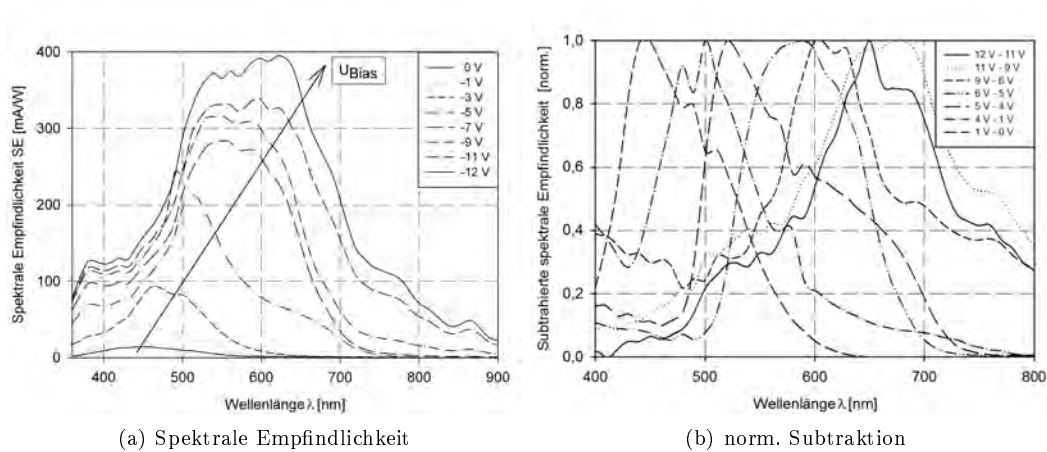 400
300
200
100
0
400
500
600
700
800
900
Spektrale Empfindlichkeit SE [mA/W]
Wellenlänge λ [nm]
UBias
0 V
-1 V
-3 V
-5 V
-7 V
-9 V
-11 V
-12 V
(a) Spektrale Empfindlichkeit
1,0
0,8
0,6
0,4
0,2
0,0
400
500
600
700
800
Subtrahierte spektrale Empfindlichkeit [norm.]
Wellenlänge λ [nm]
12 V - 11 V
11 V - 9 V
9 V - 6 V
6 V - 5 V
5 V - 4 V
4 V - 1 V
1 V - 0 V
(b) norm. Subtraktion